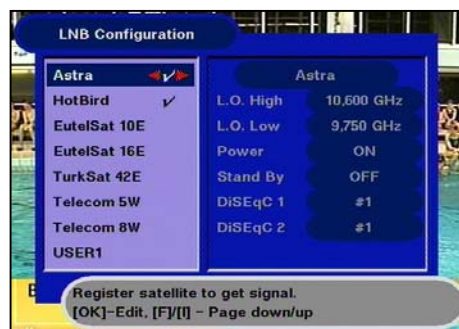 LNB Configuration
Astra ✓
HotBird ✓
EutelSat 10E
EutelSat 16E
TurkSat 42E
Telecom 5W
Telecom 8W
USER1
Astra
L.O. High 10,600 GHz
L.O. Low 9,750 GHz
Power ON
Stand By OFF
DiSEqC 1 #1
DiSEqC 2 #1
Register satellite to get signal.
[OK]-Edit, [F]/[I] - Page down/up